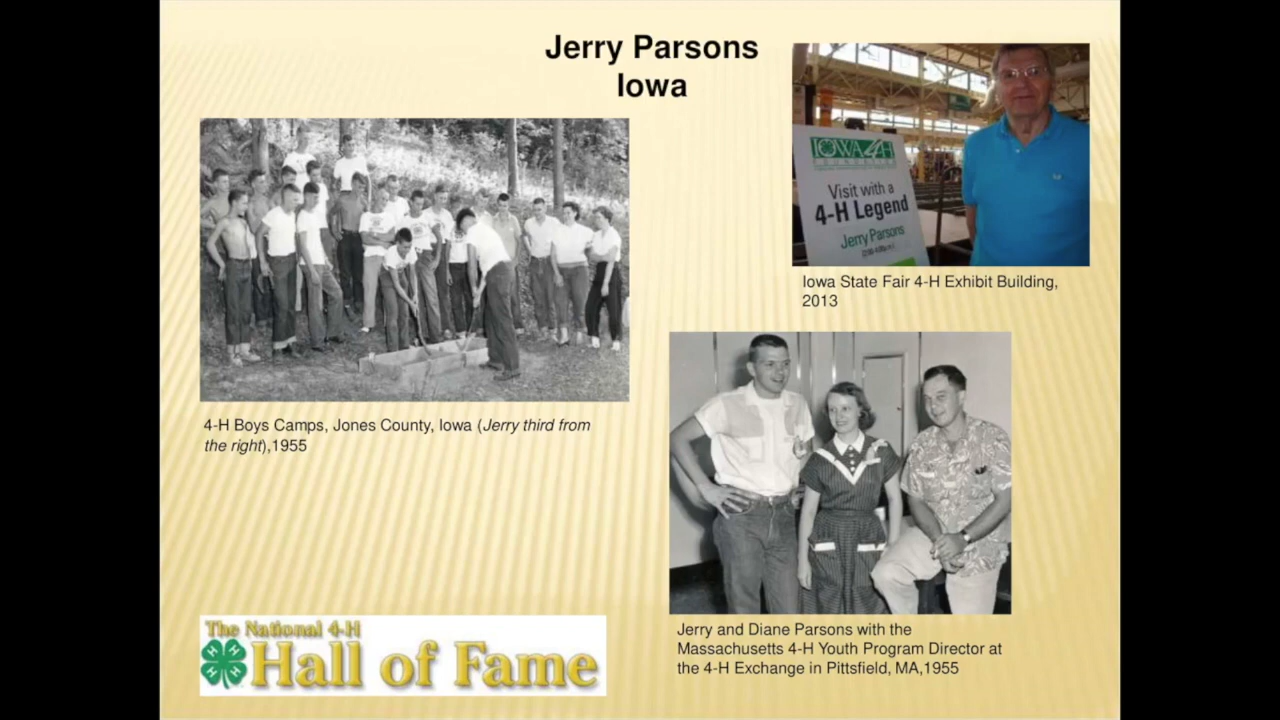 Jerry Parsons
Iowa
IOWA 4-H
FOUNDATION
Visit with a
4-H Legend
Jerry Parsons
Iowa State Fair 4-H Exhibit Building,
2013
4-H Boys Camps, Jones County, Iowa (Jerry third from
the right),1955
Jerry and Diane Parsons with the
Massachusetts 4-H Youth Program Director at
the 4-H Exchange in Pittsfield, MA,1955
The National 4-H
H H H H
Hall of Fame